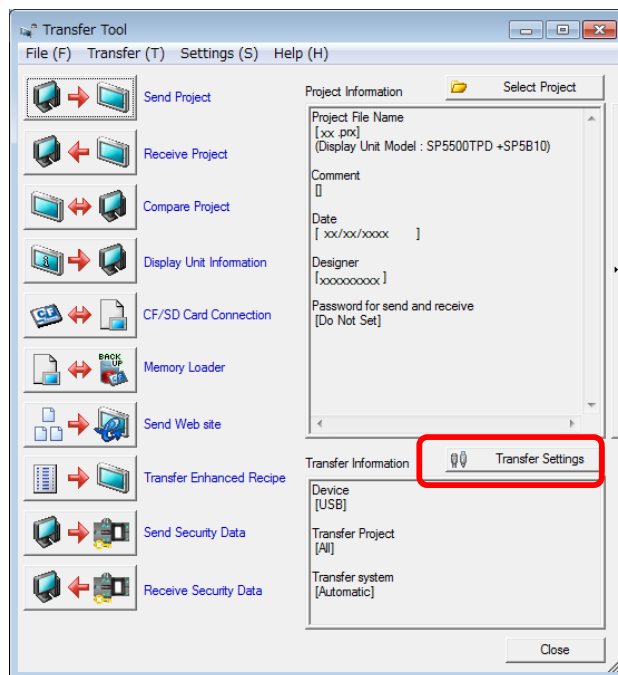 Transfer Tool
File (F) Transfer (T) Settings (S) Help (H)
Send Project
Receive Project
Compare Project
Display Unit Information
CF/SD Card Connection
BACK
UP
Memory Loader
Send Web site
Transfer Enhanced Recipe
Send Security Data
Receive Security Data
Project Information
Select Project
Project File Name
[xx .prx]
(Display Unit Model : SP5500TPD +SP5B10)
Comment
[]
Date
[ xx/xx/xxxx ]
Designer
[xxxxxxxxx]
Password for send and receive
[Do Not Set]
Transfer Information
Transfer Settings
Device
[USB]
Transfer Project
[All]
Transfer system
[Automatic]
Close